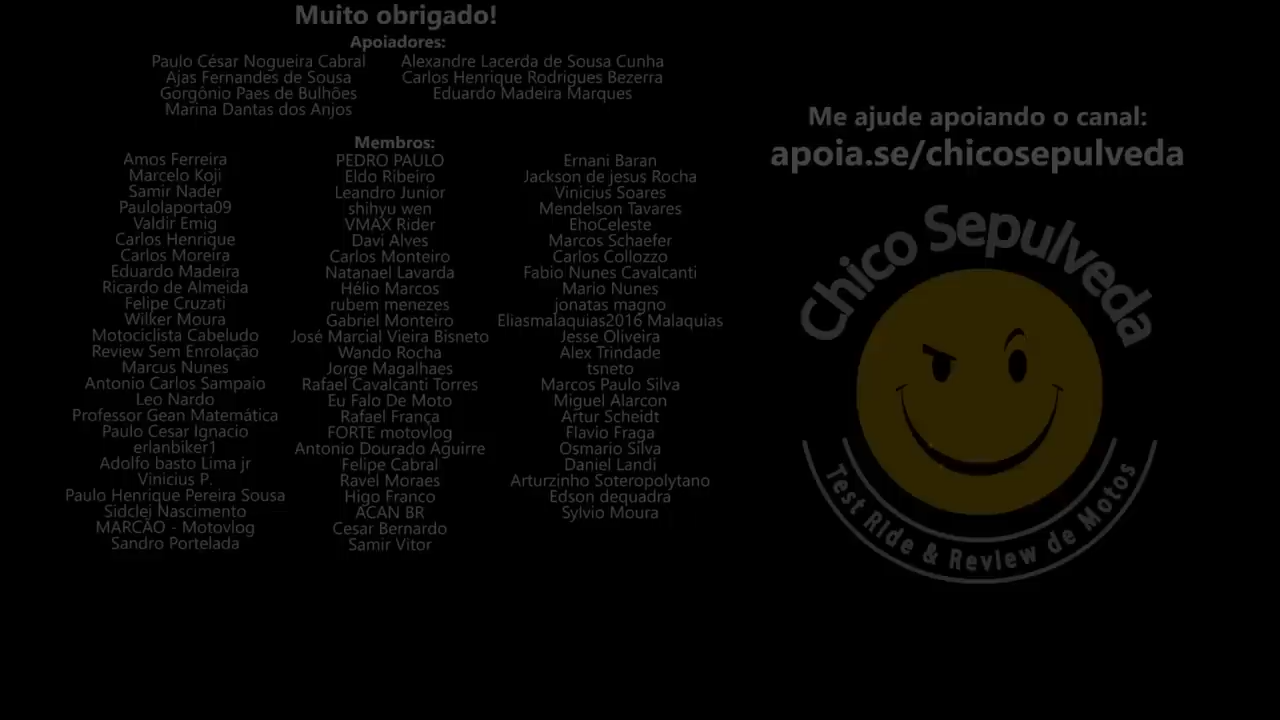 Muito obrigado!
Apoiadores:
Paulo César Nogueira Cabral
Ajas Fernandes de Sousa
Gorgônio Paes de Bulhões
Marina Dantas dos Anjos
Alexandre Lacerda de Sousa Cunha
Carlos Henrique Rodrigues Bezerra
Eduardo Madeira Marques
Membros:
Amos Ferreira
Marcelo Koji
Samir Nader
Paulolaporta09
Valdir Emig
Carlos Henrique
Carlos Moreira
Eduardo Madeira
Ricardo de Almeida
Felipe Cruzati
Wilker Moura
Motociclista Cabeludo
Review Sem Enrolação
Marcus Nunes
Antonio Carlos Sampaio
Leo Nardo
Professor Gean Matemática
Paulo Cesar Ignacio
erlanbiker1
Adolfo basto Lima jr
Vinicius P.
Paulo Henrique Pereira Sousa
Sidclei Nascimento
MARCÃO - Motovlog
Sandro Portelada
PEDRO PAULO
Eldo Ribeiro
Leandro Junior
shihyu wen
VMAX Rider
Davi Alves
Carlos Monteiro
Natanael Lavarda
Hélio Marcos
rubem menezes
Gabriel Monteiro
José Marcial Vieira Bisneto
Wando Rocha
Jorge Magalhaes
Rafael Cavalcanti Torres
Eu Falo De Moto
Rafael França
FORTE motovlog
Antonio Dourado Aguirre
Felipe Cabral
Ravel Moraes
Higo Franco
ACAN BR
Cesar Bernardo
Samir Vitor
Ernani Baran
Jackson de jesus Rocha
Vinicius Soares
Mendelson Tavares
EhoCeleste
Marcos Schaefer
Carlos Collozzo
Fabio Nunes Cavalcanti
Mario Nunes
jonatas magno
Eliasmalaquias2016 Malaquias
Jesse Oliveira
Alex Trindade
tsneto
Marcos Paulo Silva
Miguel Alarcon
Artur Scheidt
Flavio Fraga
Osmario Silva
Daniel Landi
Arturzinho Soteropolytano
Edson dequadra
Sylvio Moura
Me ajude apoiando o canal:
apoia.se/chicosepulveda
Chico Sepulveda
Test Ride & Review de Motos